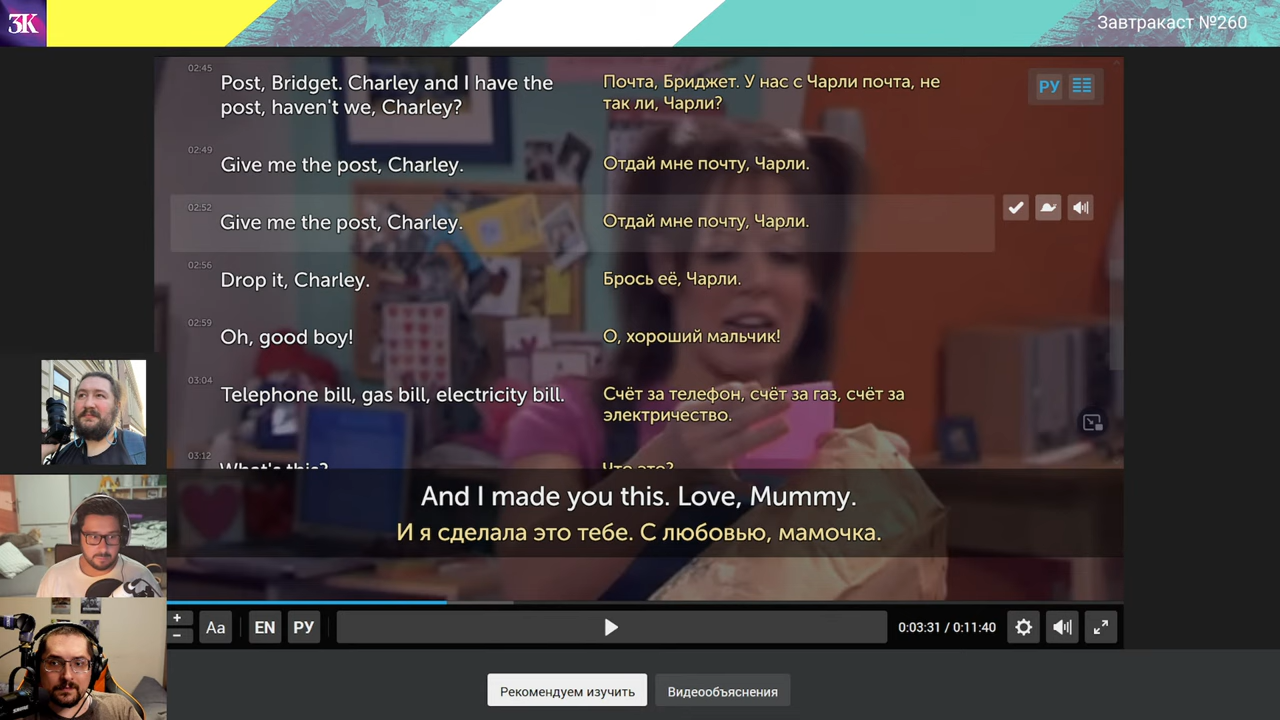 ЗК
Завтракаст №260
02:45
Post, Bridget. Charley and I have the
post, haven't we, Charley?
Почта, Бриджет. У нас с Чарли почта, не
так ли, Чарли?
РУ
02:49
Give me the post, Charley.
Отдай мне почту, Чарли.
02:52
Give me the post, Charley.
Отдай мне почту, Чарли.
02:56
Drop it, Charley.
Брось её, Чарли.
02:59
Oh, good boy!
О, хороший мальчик!
03:04
Telephone bill, gas bill, electricity bill.
Счёт за телефон, счёт за газ, счёт за
электричество.
03:12
What's this?
Что это?
And I made you this. Love, Mummy.
И я сделала это тебе. С любовью, мамочка.
+
−
Aa
EN
РУ
0:03:31 / 0:11:40
Рекомендуем изучить
Видеообъяснения